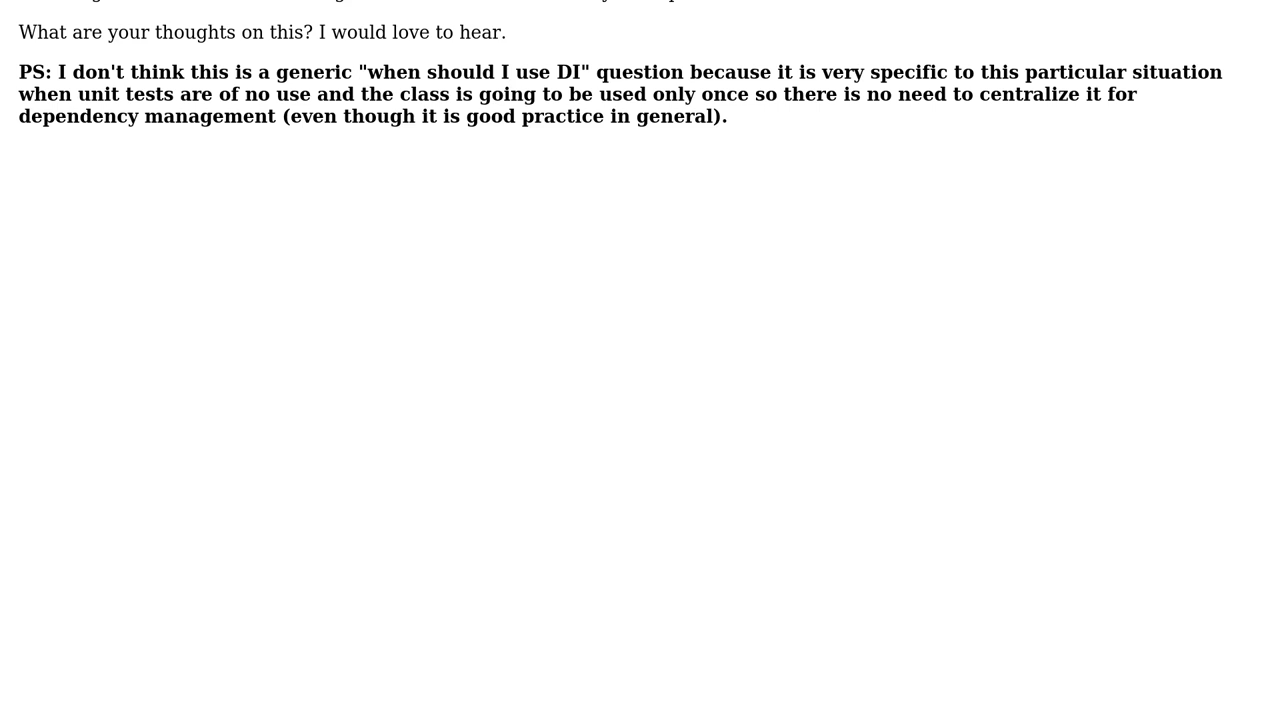 What are your thoughts on this? I would love to hear.
PS: I don't think this is a generic "when should I use DI" question because it is very specific to this particular situation
when unit tests are of no use and the class is going to be used only once so there is no need to centralize it for
dependency management (even though it is good practice in general).